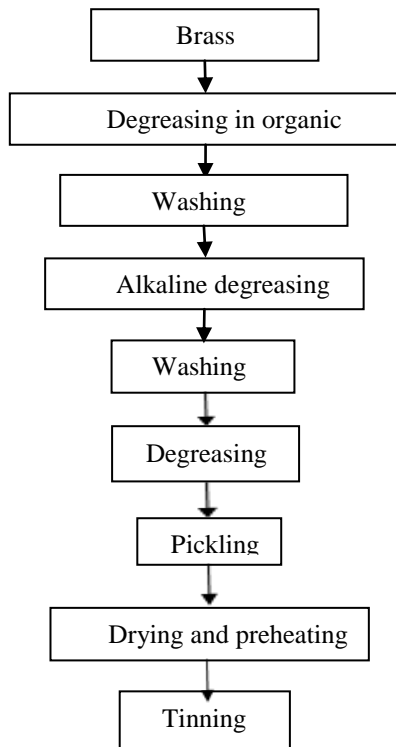 Brass
Degreasing in organic
Washing
Alkaline degreasing
Washing
Degreasing
Pickling
Drying and preheating
Tinning